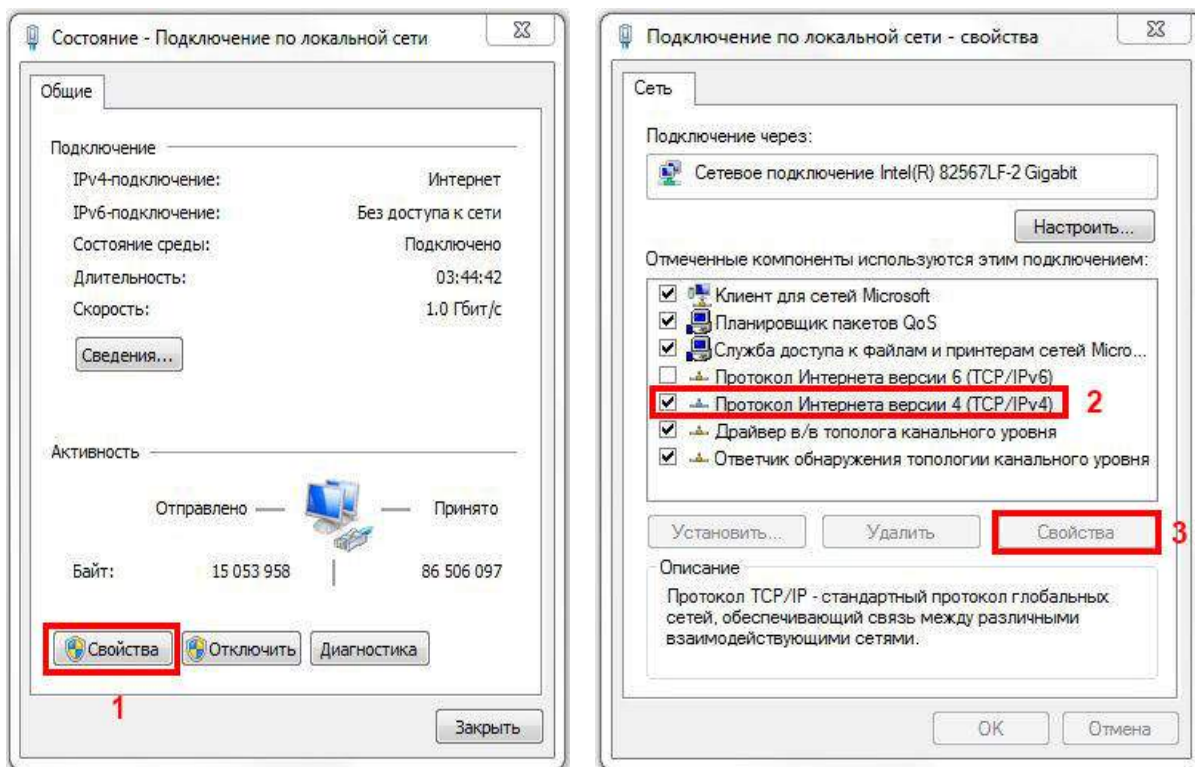 Состояние - Подключение по локальной сети
Общие
Подключение
IPv4-подключение: Интернет
IPv6-подключение: Без доступа к сети
Состояние среды: Подключено
Длительность: 03:44:42
Скорость: 1.0 Гбит/с
Сведения...
Активность
Отправлено Принято
Байт: 15 053 958 86 506 097
Свойства Отключить Диагностика
1
Закрыть
Подключение по локальной сети - свойства
Сеть
Подключение через:
Сетевое подключение Intel(R) 82567LF-2 Gigabit
Настроить...
Отмеченные компоненты используются этим подключением:
Клиент для сетей Microsoft
Планировщик пакетов QoS
Служба доступа к файлам и принтерам сетей Micro...
Протокол Интернета версии 6 (TCP/IPv6)
Протокол Интернета версии 4 (TCP/IPv4) 2
Драйвер в/в тополога канального уровня
Ответчик обнаружения топологии канального уровня
Установить... Удалить Свойства 3
Описание
Протокол TCP/IP - стандартный протокол глобальных
сетей, обеспечивающий связь между различными
взаимодействующими сетями.
OK Отмена